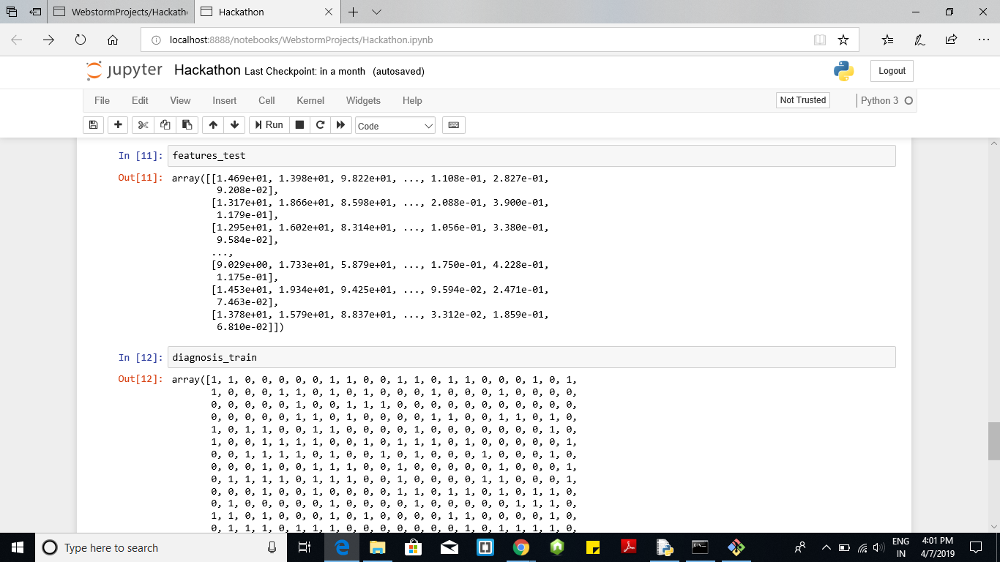 WebstormProjects/Hackath
Hackathon
localhost:8888/notebooks/WebstormProjects/Hackathon.ipynb
jupyter Hackathon Last Checkpoint: in a month (autosaved)
Logout
File Edit View Insert Cell Kernel Widgets Help
Not Trusted
Python 3
Run
Code
In [11]: features_test
Out[11]: array([[1.469e+01, 1.398e+01, 9.822e+01, ..., 1.108e-01, 2.827e-01,
9.208e-02],
[1.317e+01, 1.866e+01, 8.598e+01, ..., 2.088e-01, 3.900e-01,
1.179e-01],
[1.295e+01, 1.602e+01, 8.314e+01, ..., 1.056e-01, 3.380e-01,
9.584e-02],
...,
[9.029e+00, 1.733e+01, 5.879e+01, ..., 1.750e-01, 4.228e-01,
1.175e-01],
[1.453e+01, 1.934e+01, 9.425e+01, ..., 9.594e-02, 2.471e-01,
7.463e-02],
[1.378e+01, 1.579e+01, 8.837e+01, ..., 3.312e-02, 1.859e-01,
6.810e-02]])
In [12]: diagnosis_train
Out[12]: array([1, 1, 0, 0, 0, 0, 0, 1, 1, 0, 0, 1, 1, 0, 1, 1, 0, 0, 0, 1, 0, 1,
1, 0, 0, 0, 1, 1, 0, 1, 0, 1, 0, 0, 0, 1, 0, 0, 0, 1, 0, 0, 0, 0,
0, 0, 0, 0, 0, 1, 0, 0, 1, 1, 1, 0, 0, 0, 0, 0, 0, 0, 0, 0, 0, 0,
0, 0, 0, 0, 0, 1, 1, 0, 1, 0, 0, 0, 0, 1, 1, 0, 0, 1, 1, 0, 1, 0,
1, 0, 1, 1, 0, 0, 1, 1, 0, 0, 0, 0, 1, 0, 0, 0, 0, 0, 0, 0, 1, 0,
1, 0, 0, 1, 1, 1, 1, 0, 0, 1, 0, 1, 1, 1, 0, 1, 0, 0, 0, 0, 0, 1,
0, 0, 1, 1, 1, 1, 0, 1, 0, 0, 1, 0, 1, 0, 0, 0, 1, 0, 0, 0, 1, 0,
0, 0, 0, 1, 0, 0, 1, 1, 1, 0, 0, 1, 0, 0, 0, 0, 0, 1, 0, 0, 0, 1,
0, 1, 1, 1, 1, 0, 1, 1, 1, 0, 0, 1, 0, 0, 0, 0, 1, 1, 0, 0, 0, 1,
0, 0, 0, 1, 0, 0, 1, 0, 0, 0, 0, 1, 1, 0, 1, 1, 0, 1, 0, 1, 1, 0,
0, 1, 0, 0, 0, 0, 0, 1, 0, 0, 0, 0, 1, 0, 0, 0, 0, 0, 1, 1, 1, 0,
1, 1, 0, 1, 0, 0, 0, 1, 0, 1, 0, 0, 0, 0, 1, 1, 0, 0, 0, 0, 1, 0,
0, 1, 1, 1, 0, 1, 1, 1, 0, 0, 0, 0, 0, 0, 0, 1, 0, 1, 1, 1, 1, 0,
Type here to search
ENG
IN
4:01 PM
4/7/2019